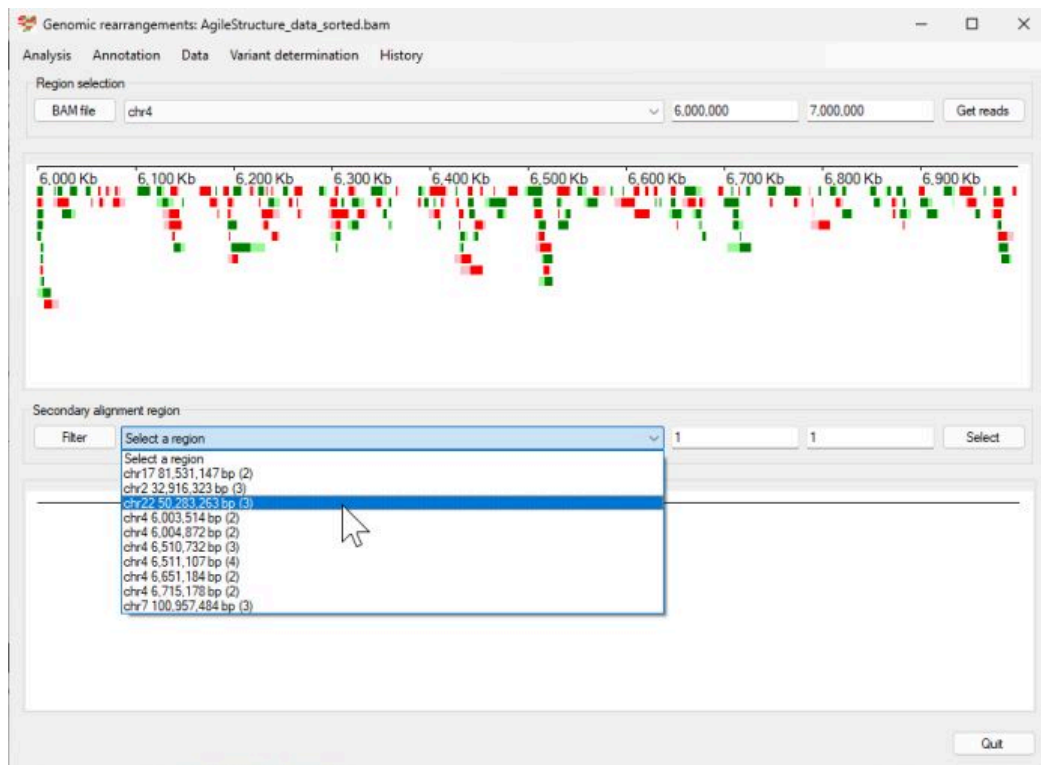 Genomic rearrangements: AgileStructure_data_sorted.bam
Analysis Annotation Data Variant determination History
Region selection
BAM file chr4 6,000,000 7,000,000 Get reads
6,000 Kb 6,100 Kb 6,200 Kb 6,300 Kb 6,400 Kb 6,500 Kb 6,600 Kb 6,700 Kb 6,800 Kb 6,900 Kb
Secondary alignment region
Filter Select a region 1 1 Select
Select a region
chr17 81,531,147 bp (2)
chr2 32,916,323 bp (3)
chr22 50,283,263 bp (3)
chr4 6,003,514 bp (2)
chr4 6,004,872 bp (2)
chr4 6,510,732 bp (3)
chr4 6,511,107 bp (4)
chr4 6,651,184 bp (2)
chr4 6,715,178 bp (2)
chr7 100,957,484 bp (3)
Quit